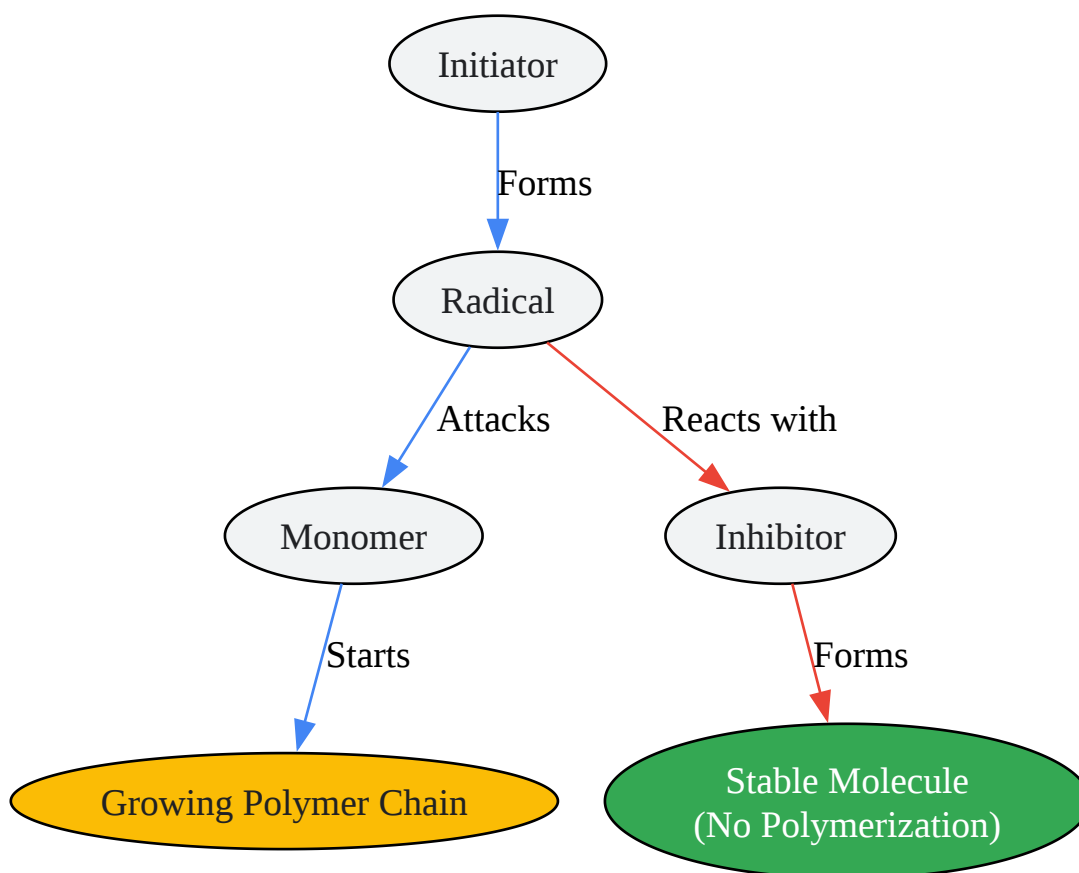 Initiator
Forms
Radical
Attacks
Reacts with
Monomer
Inhibitor
Starts
Forms
Growing Polymer Chain
Stable Molecule
(No Polymerization)